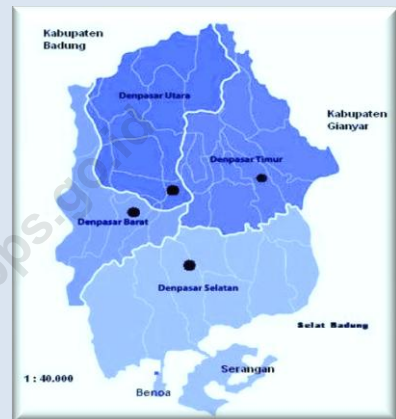 Kabupaten
Badung
Denpasar Utara
Kabupaten
Gianyar
Denpasar Timur
Denpasar Barat
Denpasar Selatan
Selat Badung
Serangan
1 : 40.000
Benoa